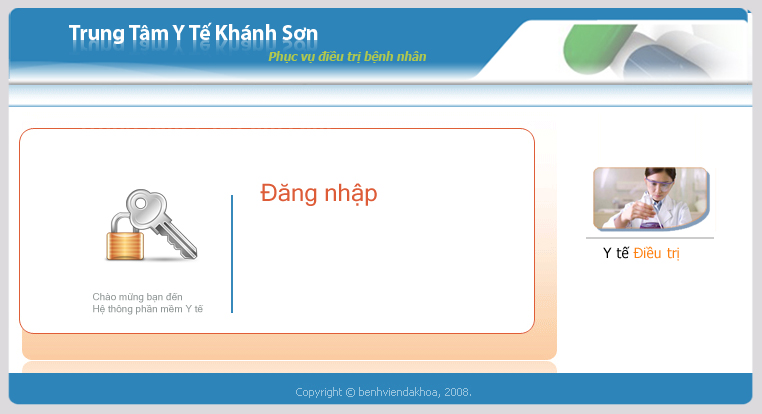 Trung Tâm Y Tế Khánh Sơn
Phục vụ điều trị bệnh nhân
Đăng nhập
Chào mừng bạn đến
Hệ thông phần mềm Y tế
Y tế Điều trị
Copyright © benhviendakhoa, 2008.